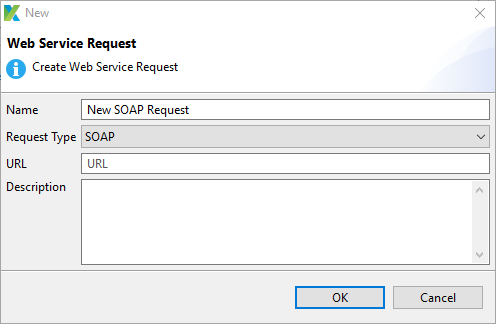 New
Web Service Request
Create Web Service Request
Name New SOAP Request
Request Type SOAP
URL URL
Description
OK Cancel